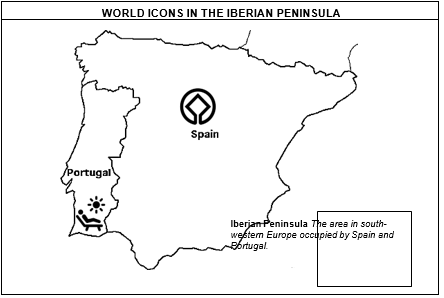 WORLD ICONS IN THE IBERIAN PENINSULA
Spain
Portugal
Iberian Peninsula The area in south-
western Europe occupied by Spain and
Portugal.